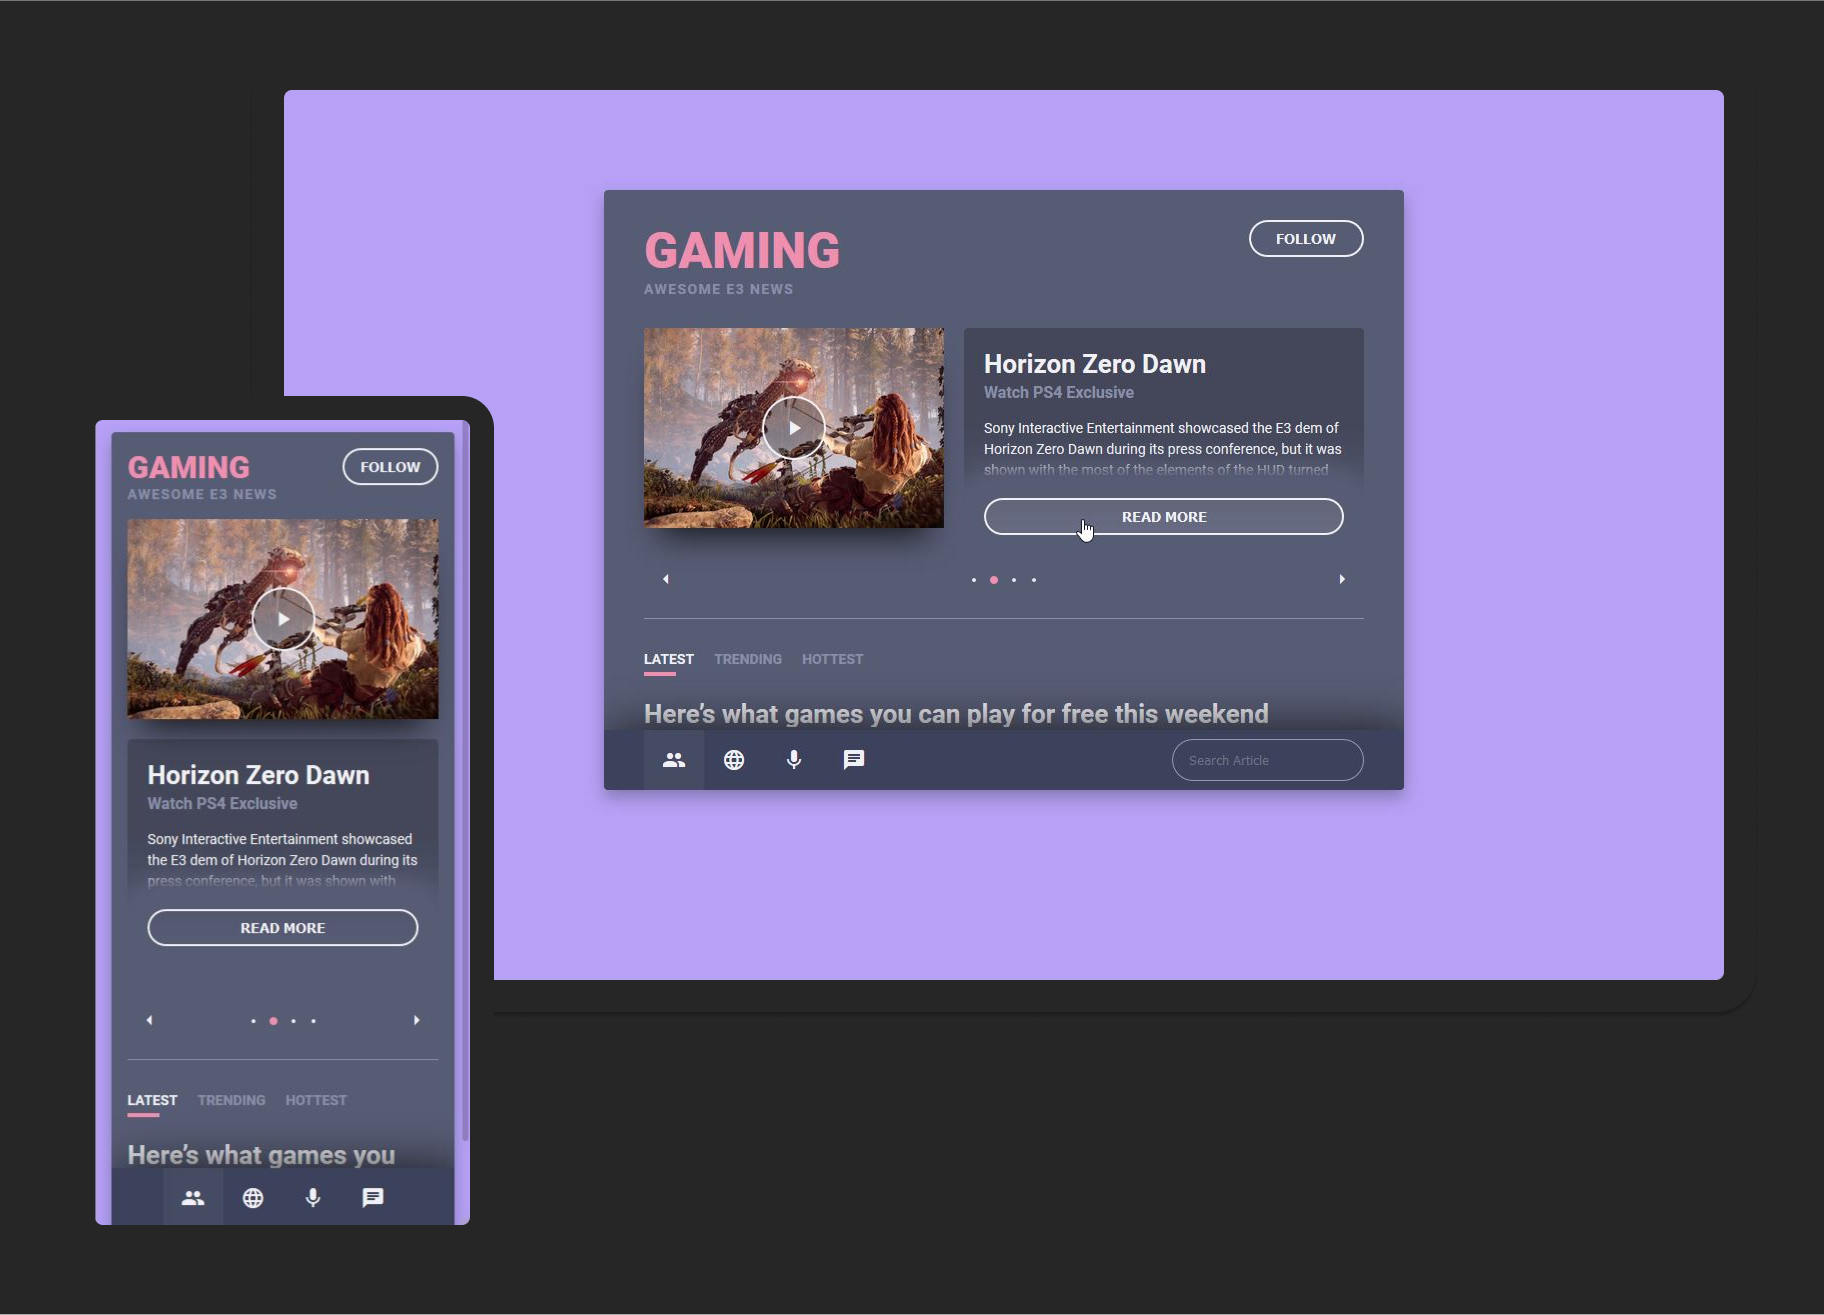 GAMING
FOLLOW
AWESOME E3 NEWS
Horizon Zero Dawn
Watch PS4 Exclusive
Sony Interactive Entertainment showcased the E3 dem of
Horizon Zero Dawn during its press conference, but it was
shown with the most of the elements of the HUD turned
READ MORE
LATEST TRENDING HOTTEST
Here’s what games you can play for free this weekend
Search Article
GAMING
FOLLOW
AWESOME E3 NEWS
Horizon Zero Dawn
Watch PS4 Exclusive
Sony Interactive Entertainment showcased
the E3 dem of Horizon Zero Dawn during its
press conference, but it was shown with
READ MORE
LATEST TRENDING HOTTEST
Here’s what games you